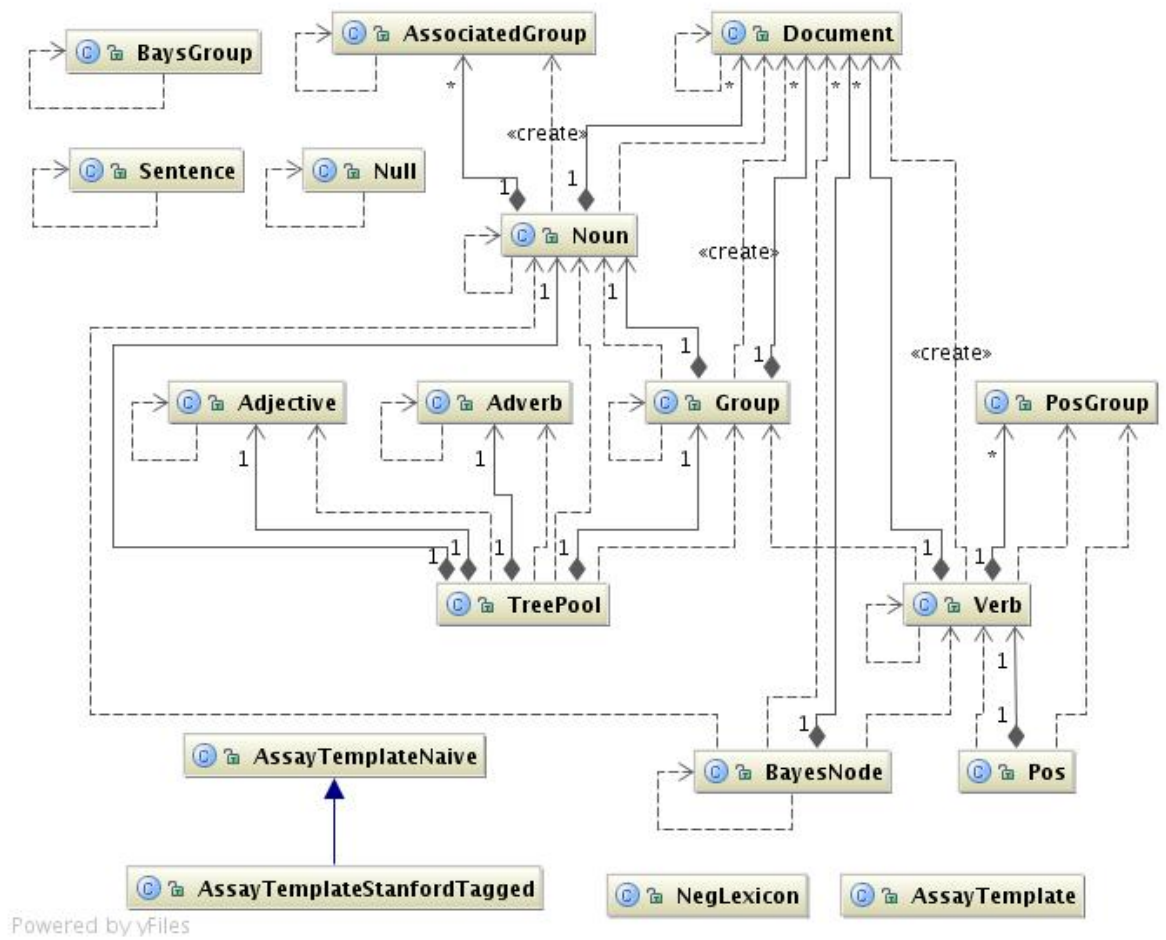 C AssociatedGroup
C Document
C BaysGroup
*
*
*
*
*
«create»
C Sentence
C Null
1
1
C Noun
«create»
1
1
1
1
«create»
C Adjective
C Adverb
C Group
C PosGroup
1
1
1
*
1
1
1
1
1
C TreePool
C Verb
1
1
1
C AssayTemplateNaive
C BayesNode
C Pos
C AssayTemplateStanfordTagged
C NegLexicon
C AssayTemplate
Powered by yFiles